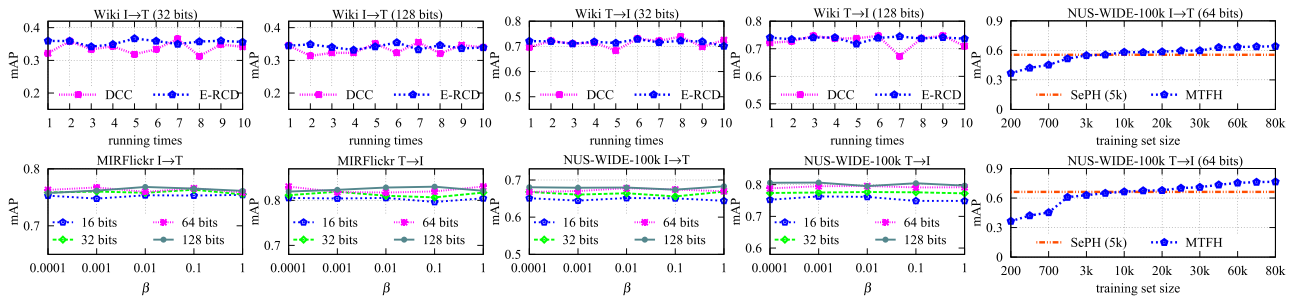 Wiki I→T (32 bits)
mAP
0.4
0.3
0.2
DCC
E-RCD
1 2 3 4 5 6 7 8 9 10
running times
Wiki I→T (128 bits)
mAP
0.4
0.3
0.2
DCC
E-RCD
1 2 3 4 5 6 7 8 9 10
running times
Wiki T→I (32 bits)
mAP
0.8
0.7
0.6
0.5
DCC
E-RCD
1 2 3 4 5 6 7 8 9 10
running times
Wiki T→I (128 bits)
mAP
0.8
0.7
0.6
0.5
DCC
E-RCD
1 2 3 4 5 6 7 8 9 10
running times
NUS-WIDE-100k I→T (64 bits)
mAP
0.9
0.6
0.3
0
SePH (5k)
MTFH
200 700 3k 10k 20k 30k 60k 80k
training set size
MIRFlickr I→T
mAP
0.8
0.7
16 bits
64 bits
32 bits
128 bits
0.0001 0.001 0.01 0.1 1
β
MIRFlickr T→I
mAP
0.8
0.7
16 bits
64 bits
32 bits
128 bits
0.0001 0.001 0.01 0.1 1
β
NUS-WIDE-100k I→T
mAP
0.7
0.6
0.5
16 bits
64 bits
32 bits
128 bits
0.0001 0.001 0.01 0.1 1
β
NUS-WIDE-100k T→I
mAP
0.8
0.7
0.6
16 bits
64 bits
32 bits
128 bits
0.0001 0.001 0.01 0.1 1
β
NUS-WIDE-100k T→I (64 bits)
mAP
0.9
0.6
0.3
0
SePH (5k)
MTFH
200 700 3k 10k 20k 30k 60k 80k
training set size